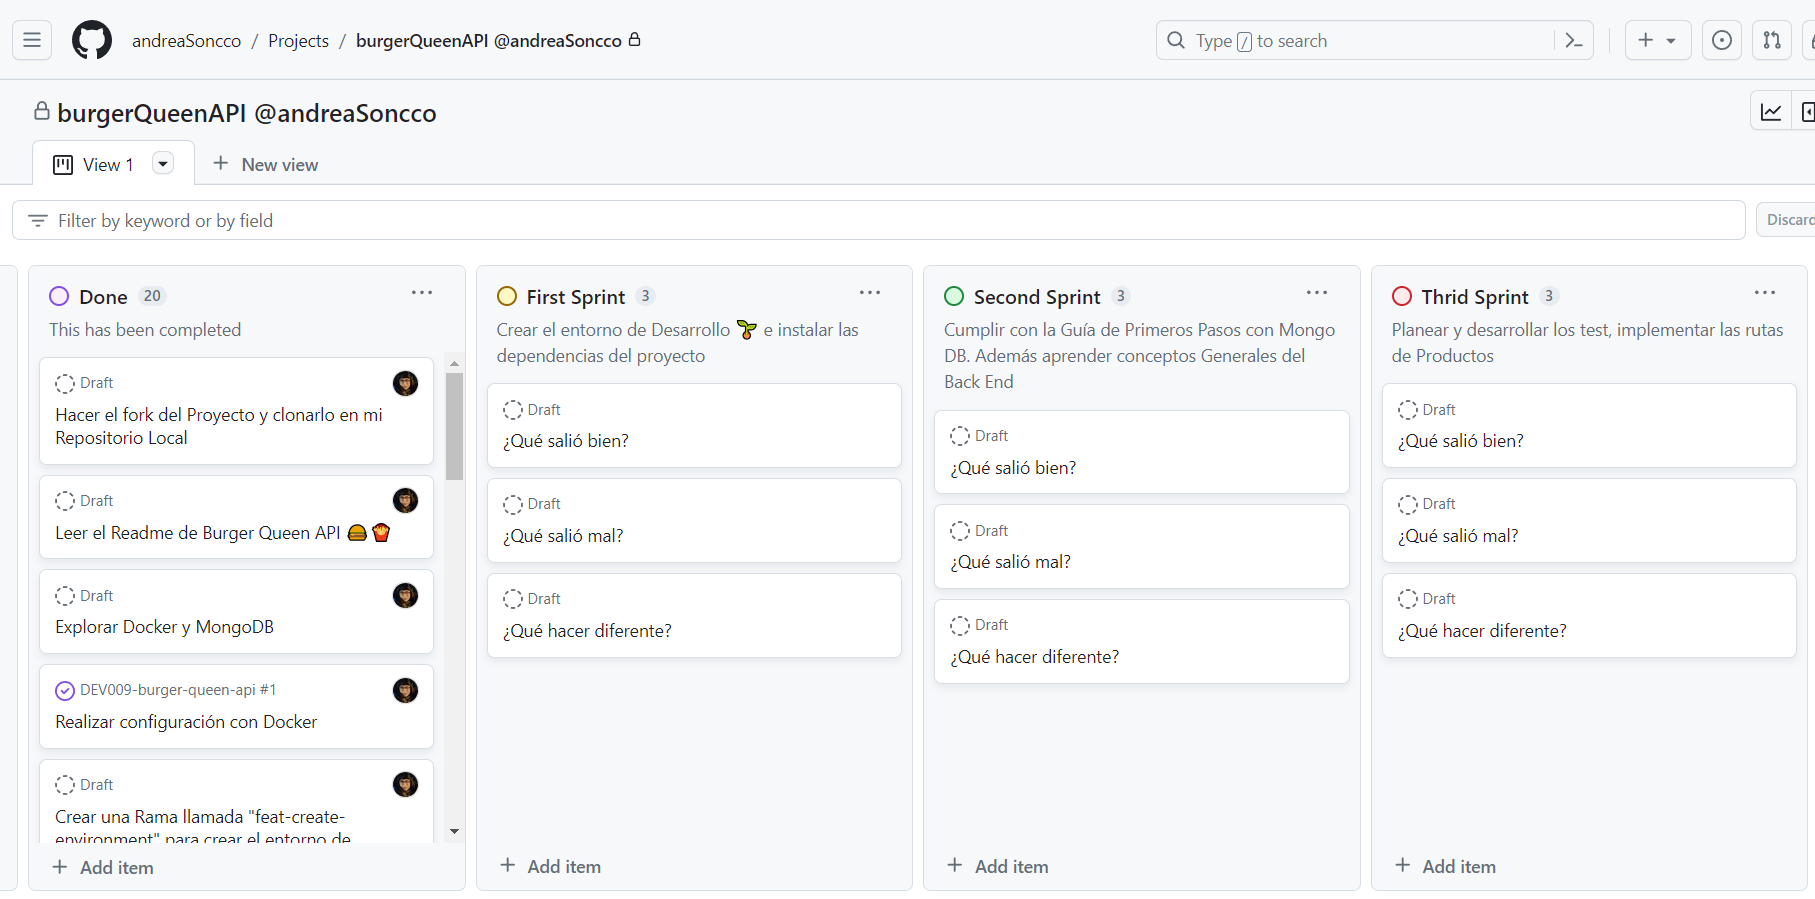 andreaSoncco / Projects / burgerQueenAPI @andreaSoncco
Type / to search
burgerQueenAPI @andreaSoncco
View 1
New view
Filter by keyword or by field
Discard
Done 20
This has been completed
Draft
Hacer el fork del Proyecto y clonarlo en mi
Repositorio Local
Draft
Leer el Readme de Burger Queen API 🍔🍟
Draft
Explorar Docker y MongoDB
DEV009-burger-queen-api #1
Realizar configuración con Docker
Draft
Crear una Rama llamada "feat-create-
environment" para crear el entorno de
Add item
First Sprint 3
Crear el entorno de Desarrollo 🌱 e instalar las
dependencias del proyecto
Draft
¿Qué salió bien?
Draft
¿Qué salió mal?
Draft
¿Qué hacer diferente?
Add item
Second Sprint 3
Cumplir con la Guía de Primeros Pasos con Mongo
DB. Además aprender conceptos Generales del
Back End
Draft
¿Qué salió bien?
Draft
¿Qué salió mal?
Draft
¿Qué hacer diferente?
Add item
Thrid Sprint 3
Planear y desarrollar los test, implementar las rutas
de Productos
Draft
¿Qué salió bien?
Draft
¿Qué salió mal?
Draft
¿Qué hacer diferente?
Add item